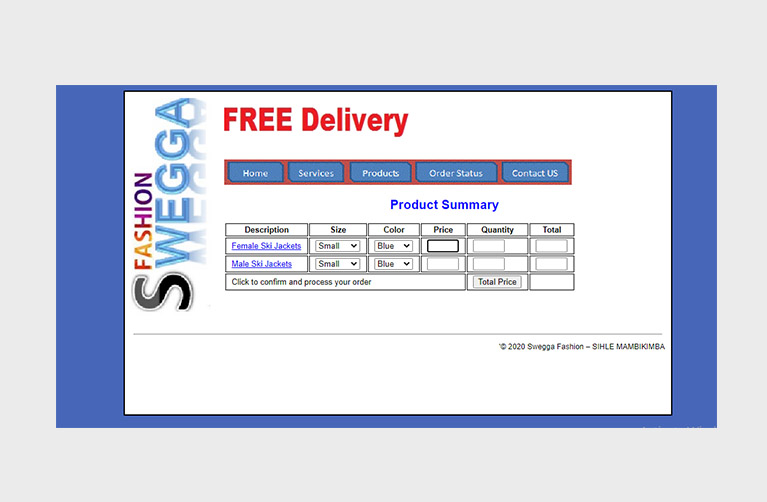 FREE Delivery
SWEGGA
FASHION
Home Services Products Order Status Contact US
Product Summary
Description Size Color Price Quantity Total
Female Ski Jackets Small Blue
Male Ski Jackets Small Blue
Click to confirm and process your order Total Price
'© 2020 Swegga Fashion – SIHLE MAMBIKIMBA